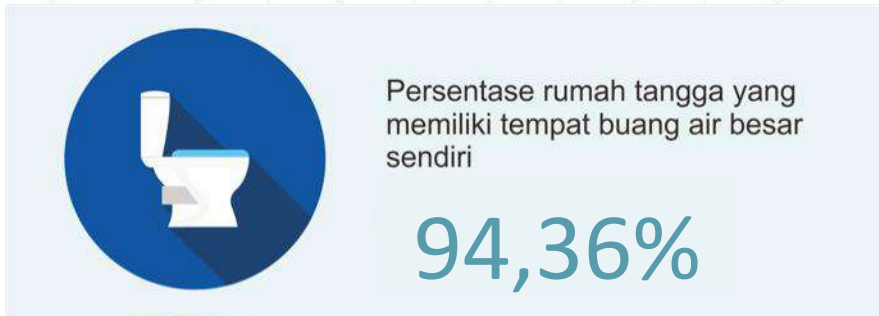 Persentase rumah tangga yang
memiliki tempat buang air besar
sendiri
94,36%